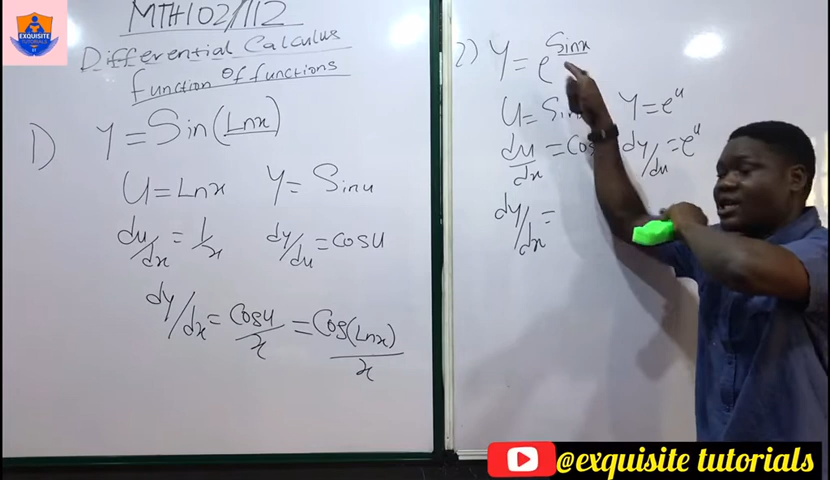 EXQUISITE
TUTORIALS
MTH102/112
Differential Calculus
function of functions
1) Y = Sin(Lnx)
U = Lnx Y = Sinu
du/dx = 1/x dy/du = cosu
dy/dx = Cosu/x = Cos(Lnx)/x
2) Y = e^Sinx
U = Sin Y = e^u
du/dx = Cos dy/du = e^u
dy/dx =
@exquisite tutorials